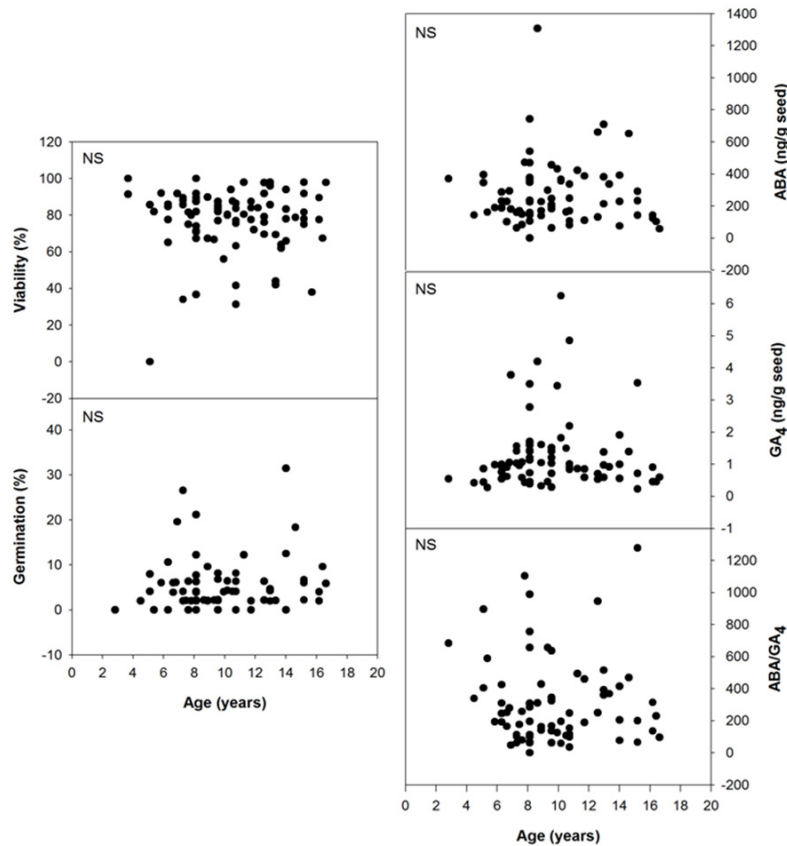 NS
120
100
80
60
40
20
0
-20
Viability (%)
NS
40
30
20
10
0
-10
Germination (%)
0 2 4 6 8 10 12 14 16 18 20
Age (years)
NS
1400
1200
1000
800
600
400
200
0
-200
ABA (ng/g seed)
NS
6
5
4
3
2
1
0
-1
GA4 (ng/g seed)
NS
1200
1000
800
600
400
200
0
-200
ABA/GA4
0 2 4 6 8 10 12 14 16 18 20
Age (years)